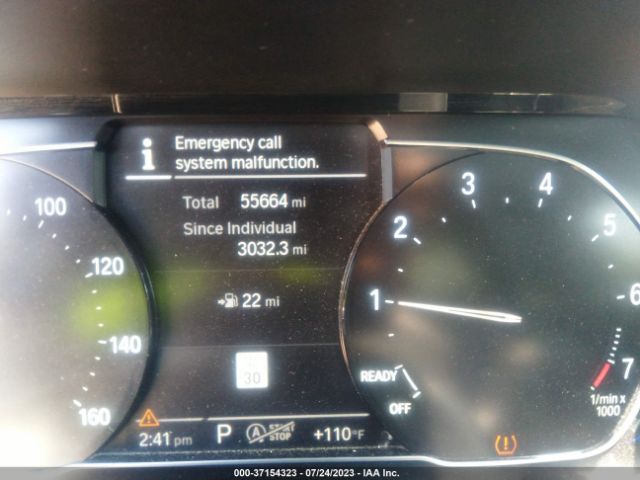 Emergency call
system malfunction.
Total 55664 mi
Since Individual
3032.3 mi
22 mi
30
2:41 pm P A START STOP +110°F
100
120
140
160
1
2
3
4
5
6
7
READY
OFF
1/min x
1000
000-37154323 - 07/24/2023 - IAA Inc.